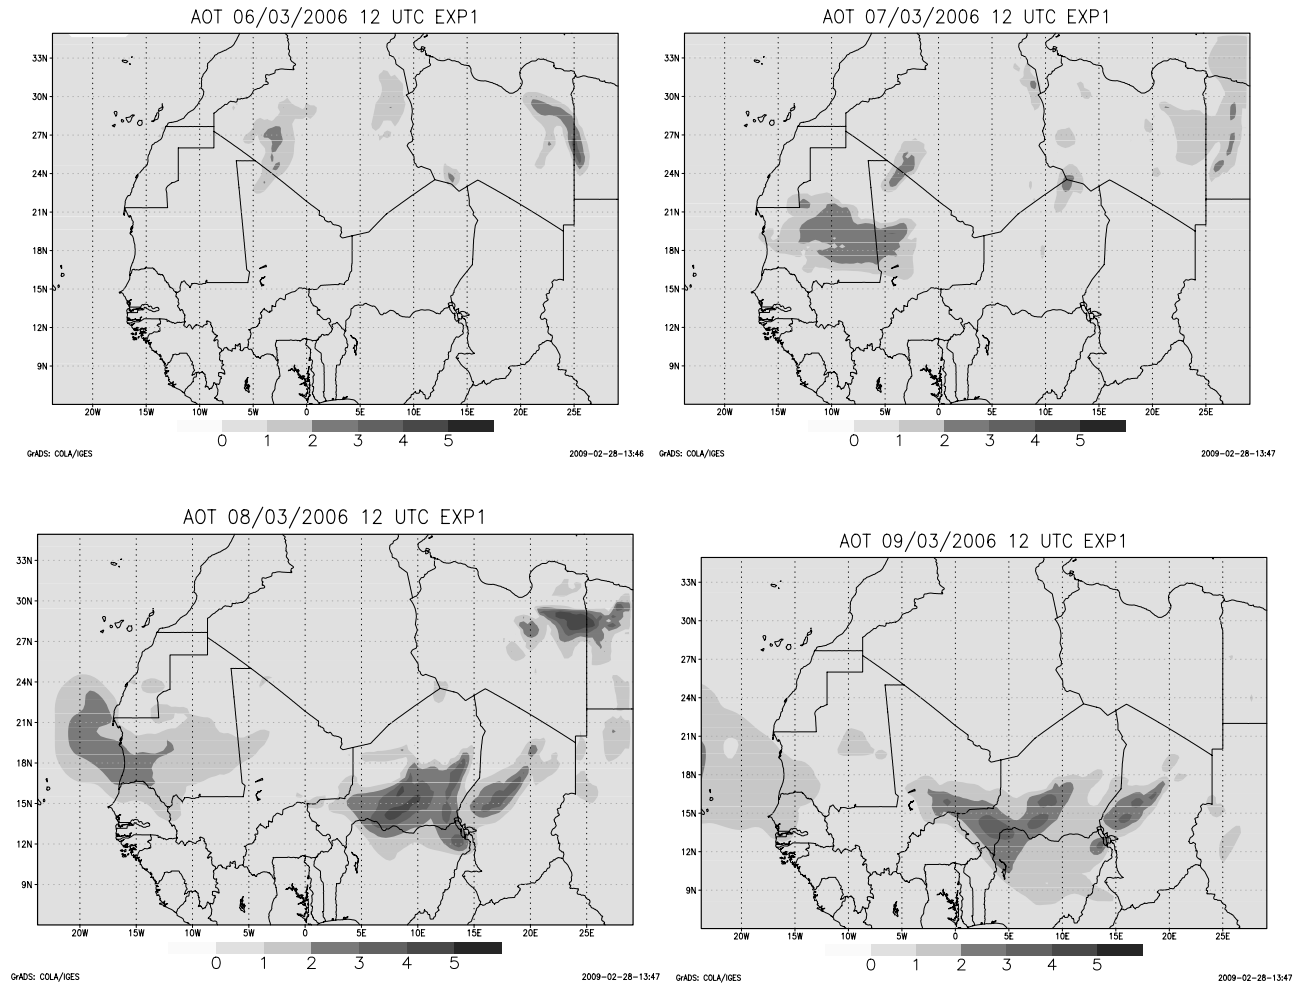 AOT 06/03/2006 12 UTC EXP1
33N
30N
27N
24N
21N
18N
15N
12N
9N
20W 15W 10W 5W 0 5E 10E 15E 20E 25E
0 1 2 3 4 5
GrADS: COLA/IGES 2009-02-28-13:46
AOT 07/03/2006 12 UTC EXP1
33N
30N
27N
24N
21N
18N
15N
12N
9N
20W 15W 10W 5W 0 5E 10E 15E 20E 25E
0 1 2 3 4 5
GrADS: COLA/IGES 2009-02-28-13:47
AOT 08/03/2006 12 UTC EXP1
33N
30N
27N
24N
21N
18N
15N
12N
9N
20W 15W 10W 5W 0 5E 10E 15E 20E 25E
0 1 2 3 4 5
GrADS: COLA/IGES 2009-02-28-13:47
AOT 09/03/2006 12 UTC EXP1
33N
30N
27N
24N
21N
18N
15N
12N
9N
20W 15W 10W 5W 0 5E 10E 15E 20E 25E
0 1 2 3 4 5
GrADS: COLA/IGES 2009-02-28-13:47